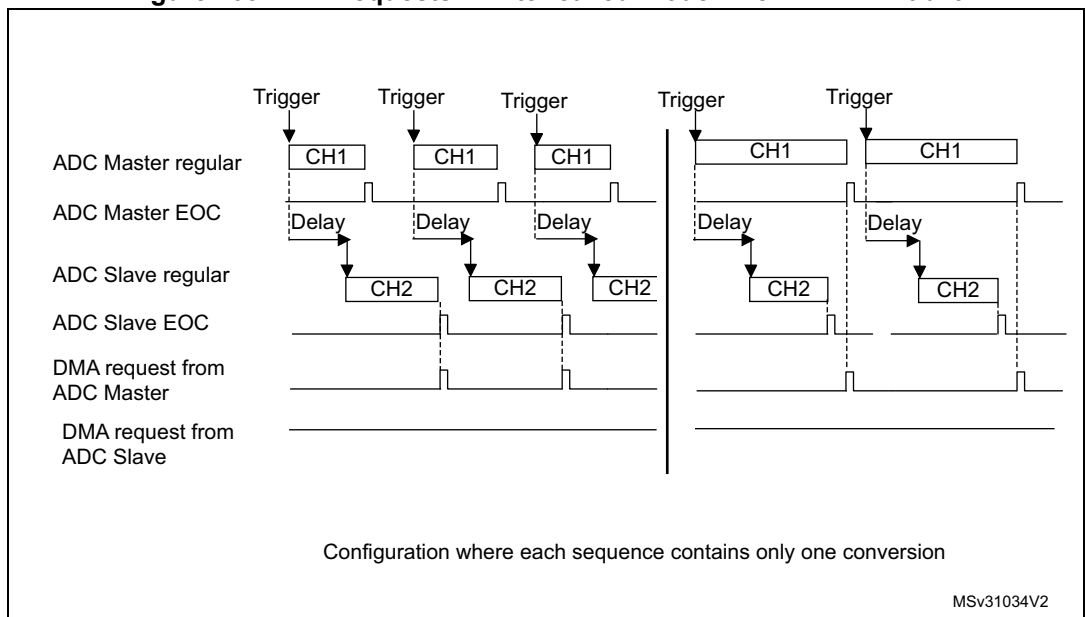 Trigger Trigger Trigger Trigger Trigger
ADC Master regular CH1 CH1 CH1 CH1 CH1
ADC Master EOC
Delay Delay Delay Delay Delay
ADC Slave regular CH2 CH2 CH2 CH2 CH2
ADC Slave EOC
DMA request from
ADC Master
DMA request from
ADC Slave
Configuration where each sequence contains only one conversion
MSv31034V2